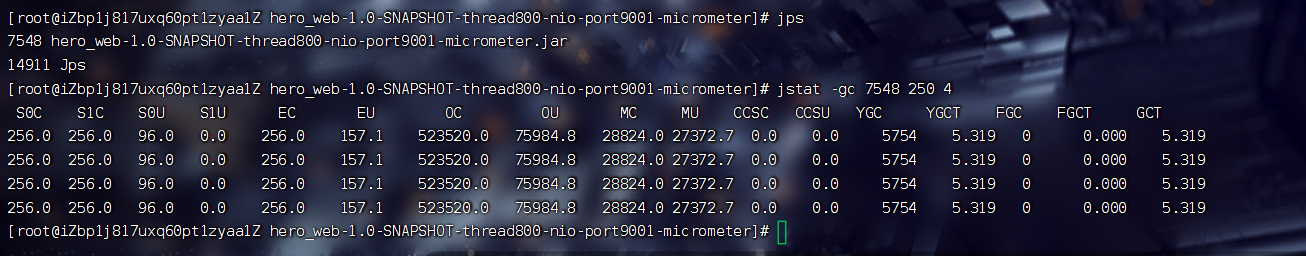 [root@iZbp1j817uxq60pt1zyaa1Z hero_web-1.0-SNAPSHOT-thread800-nio-port9001-micrometer]# jps
7548 hero_web-1.0-SNAPSHOT-thread800-nio-port9001-micrometer.jar
14911 Jps
[root@iZbp1j817uxq60pt1zyaa1Z hero_web-1.0-SNAPSHOT-thread800-nio-port9001-micrometer]# jstat -gc 7548 250 4
S0C S1C S0U S1U EC EU OC OU MC MU CCSC CCSU YGC YGCT FGC FGCT GCT
256.0 256.0 96.0 0.0 256.0 157.1 523520.0 75984.8 28824.0 27372.7 0.0 0.0 5754 5.319 0 0.000 5.319
256.0 256.0 96.0 0.0 256.0 157.1 523520.0 75984.8 28824.0 27372.7 0.0 0.0 5754 5.319 0 0.000 5.319
256.0 256.0 96.0 0.0 256.0 157.1 523520.0 75984.8 28824.0 27372.7 0.0 0.0 5754 5.319 0 0.000 5.319
256.0 256.0 96.0 0.0 256.0 157.1 523520.0 75984.8 28824.0 27372.7 0.0 0.0 5754 5.319 0 0.000 5.319
[root@iZbp1j817uxq60pt1zyaa1Z hero_web-1.0-SNAPSHOT-thread800-nio-port9001-micrometer]#